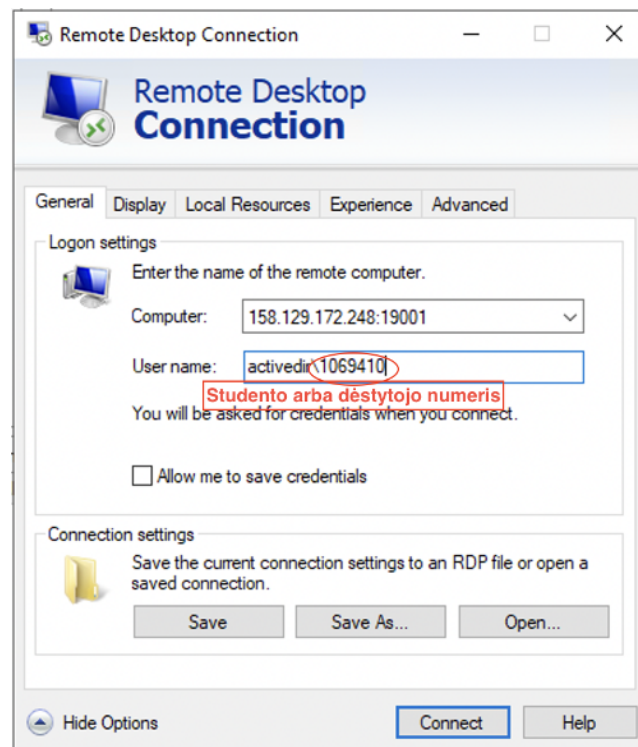 Remote Desktop Connection
Remote Desktop
Connection
General Display Local Resources Experience Advanced
Logon settings
Enter the name of the remote computer.
Computer: 158.129.172.248:19001
User name: activedir\1069410
Studento arba dėstytojo numeris
You will be asked for credentials when you connect.
Allow me to save credentials
Connection settings
Save the current connection settings to an RDP file or open a
saved connection.
Save Save As... Open...
Hide Options Connect Help